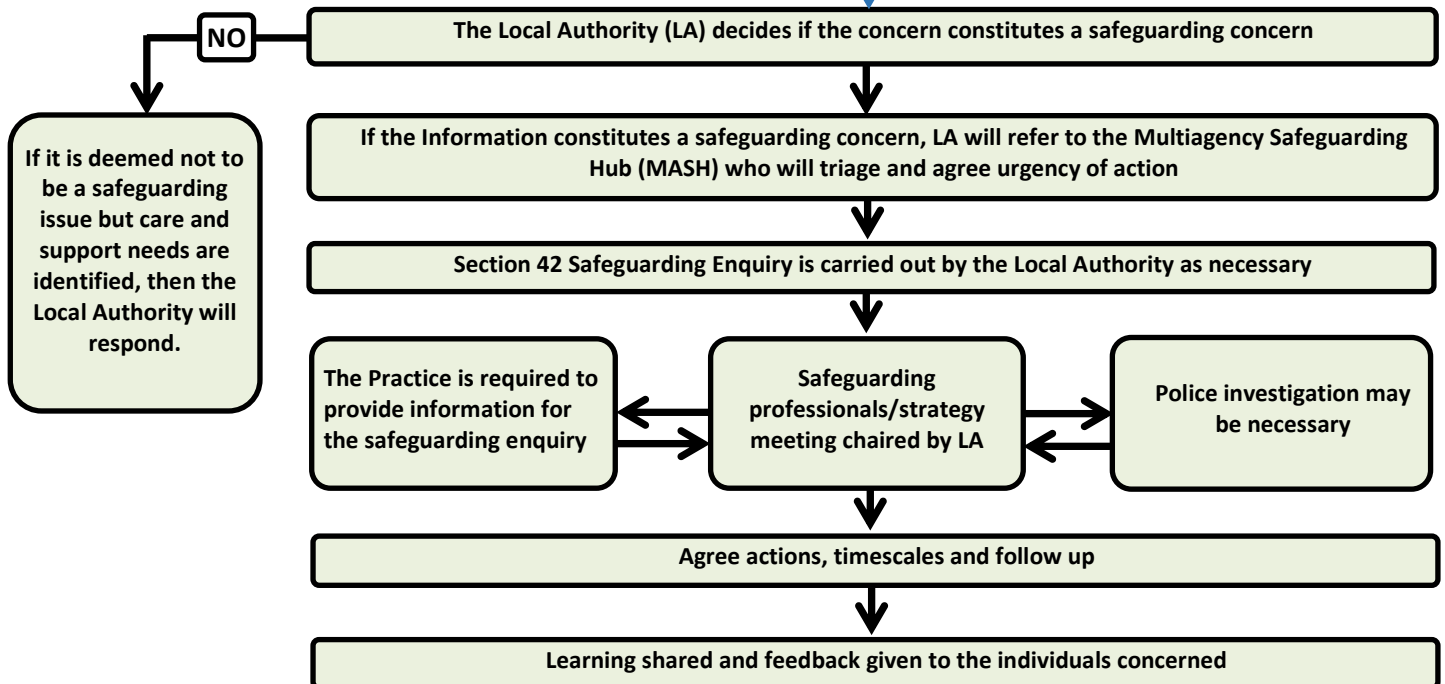 The Local Authority (LA) decides if the concern constitutes a safeguarding concern
NO
If the Information constitutes a safeguarding concern, LA will refer to the Multiagency Safeguarding
Hub (MASH) who will triage and agree urgency of action
If it is deemed not to
be a safeguarding
issue but care and
support needs are
identified, then the
Local Authority will
respond.
Section 42 Safeguarding Enquiry is carried out by the Local Authority as necessary
The Practice is required to
provide information for
the safeguarding enquiry
Safeguarding
professionals/strategy
meeting chaired by LA
Police investigation may
be necessary
Agree actions, timescales and follow up
Learning shared and feedback given to the individuals concerned